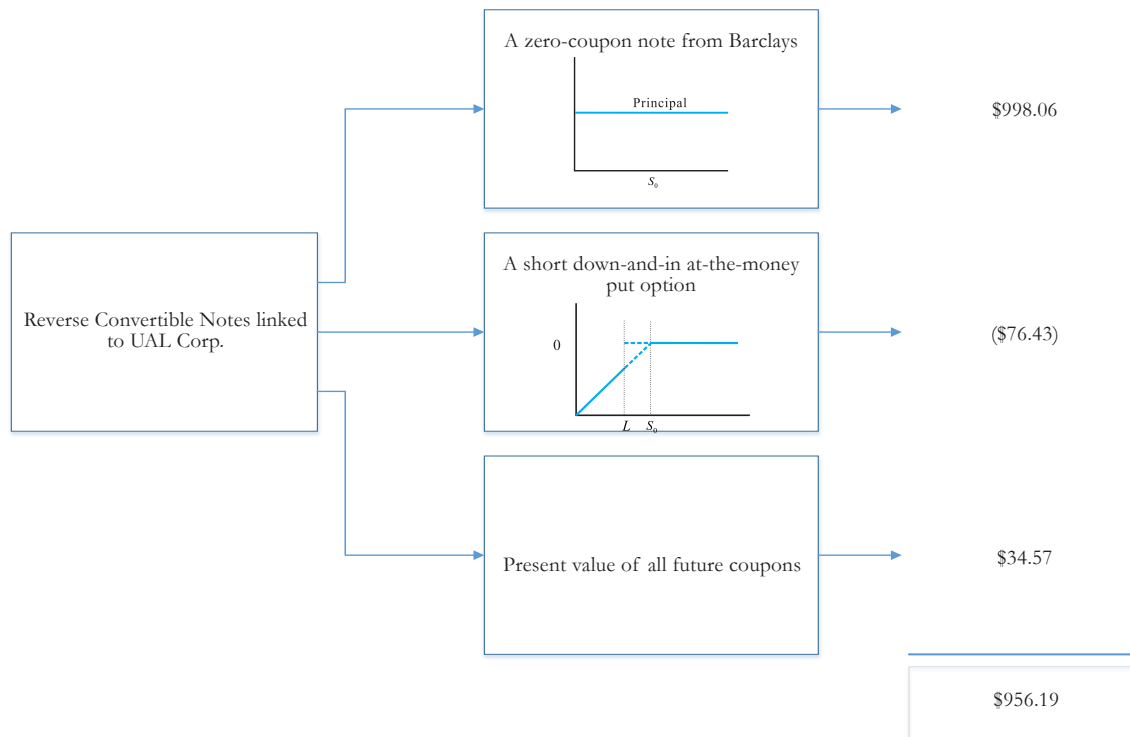 A zero-coupon note from Barclays
Principal
S₀
$998.06
Reverse Convertible Notes linked
to UAL Corp.
A short down-and-in at-the-money
put option
0
L S₀
($76.43)
Present value of all future coupons
$34.57
$956.19